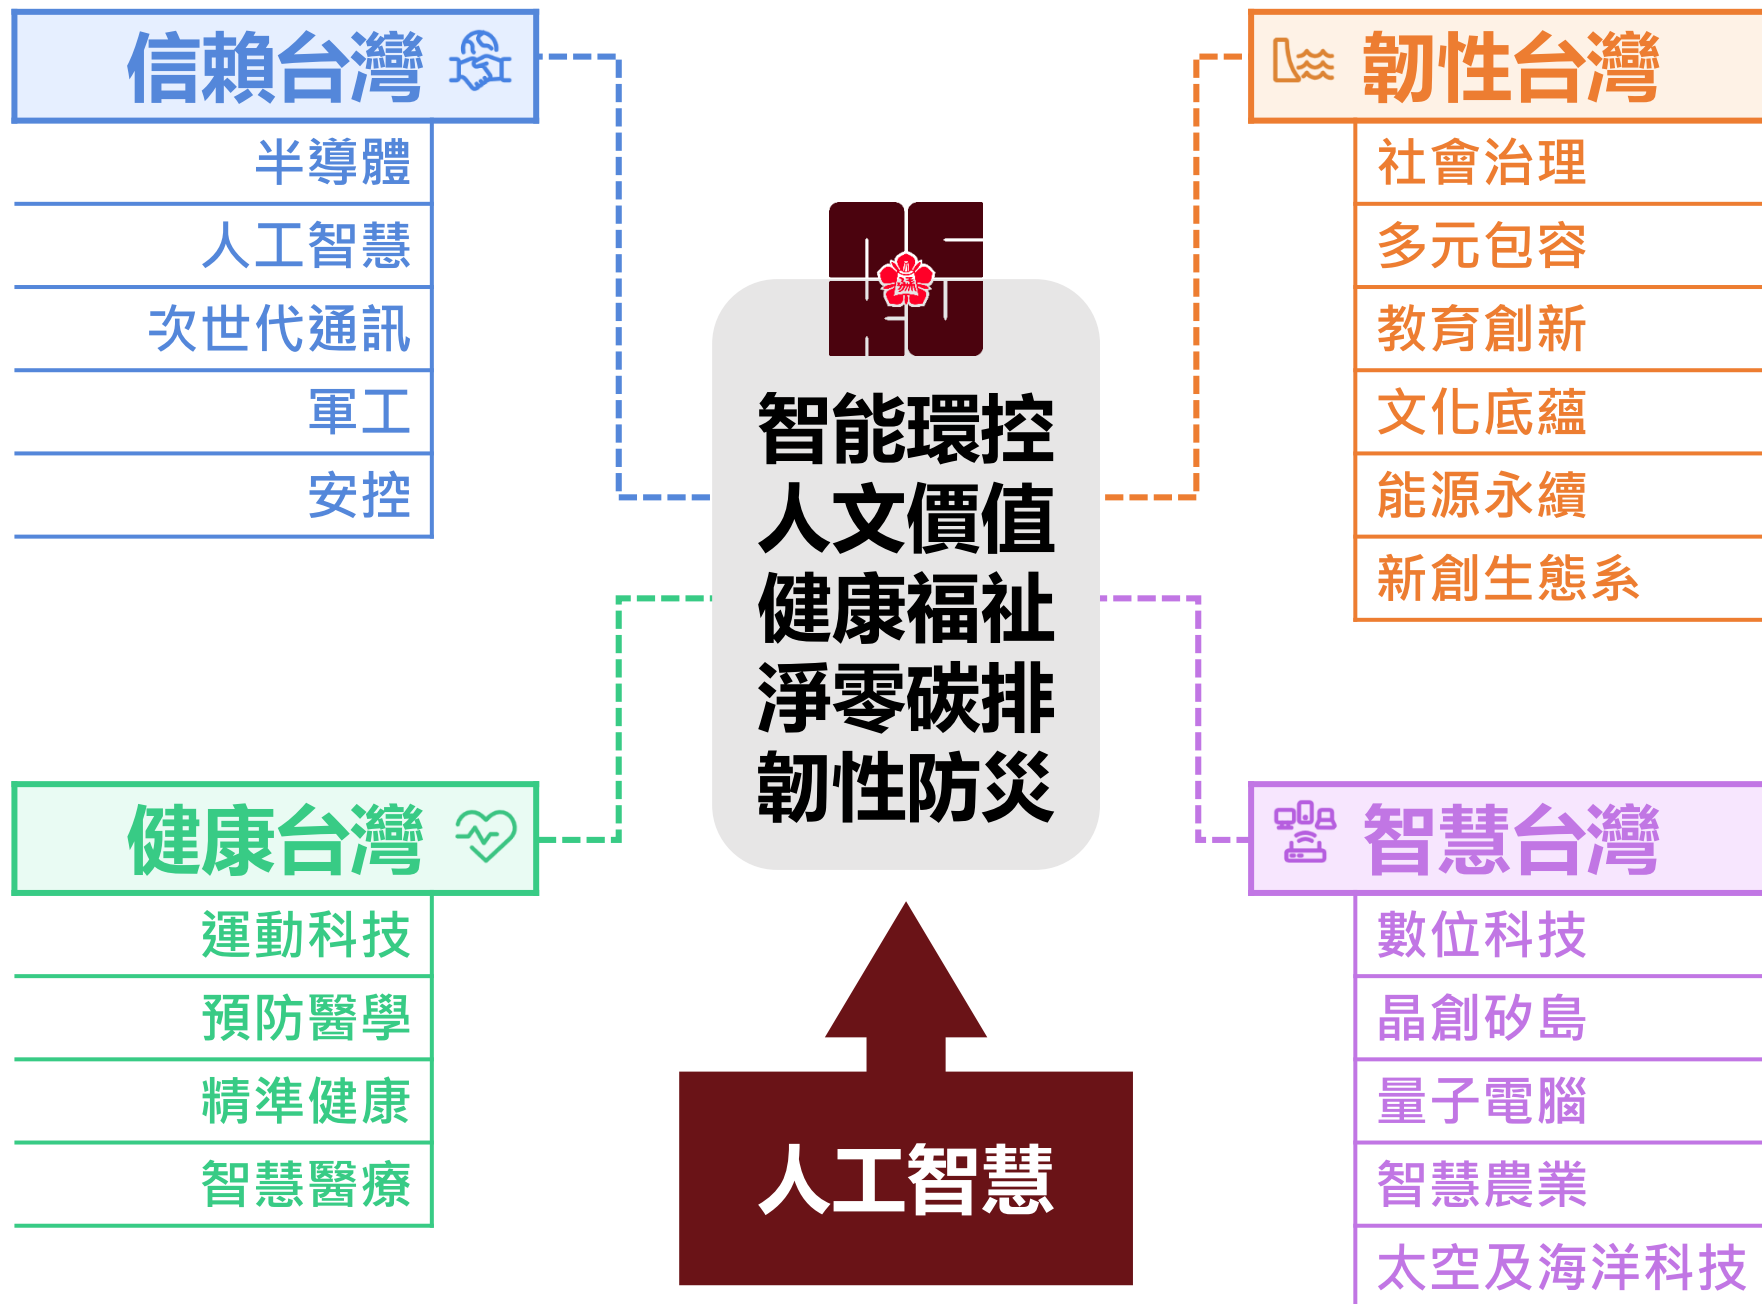 信賴台灣
半導體
人工智慧
次世代通訊
軍工
安控
韌性台灣
社會治理
多元包容
教育創新
文化底蘊
能源永續
新創生態系
智能環控
人文價值
健康福祉
淨零碳排
韌性防災
健康台灣
運動科技
預防醫學
精準健康
智慧醫療
智慧台灣
數位科技
晶創矽島
量子電腦
智慧農業
太空及海洋科技
人工智慧